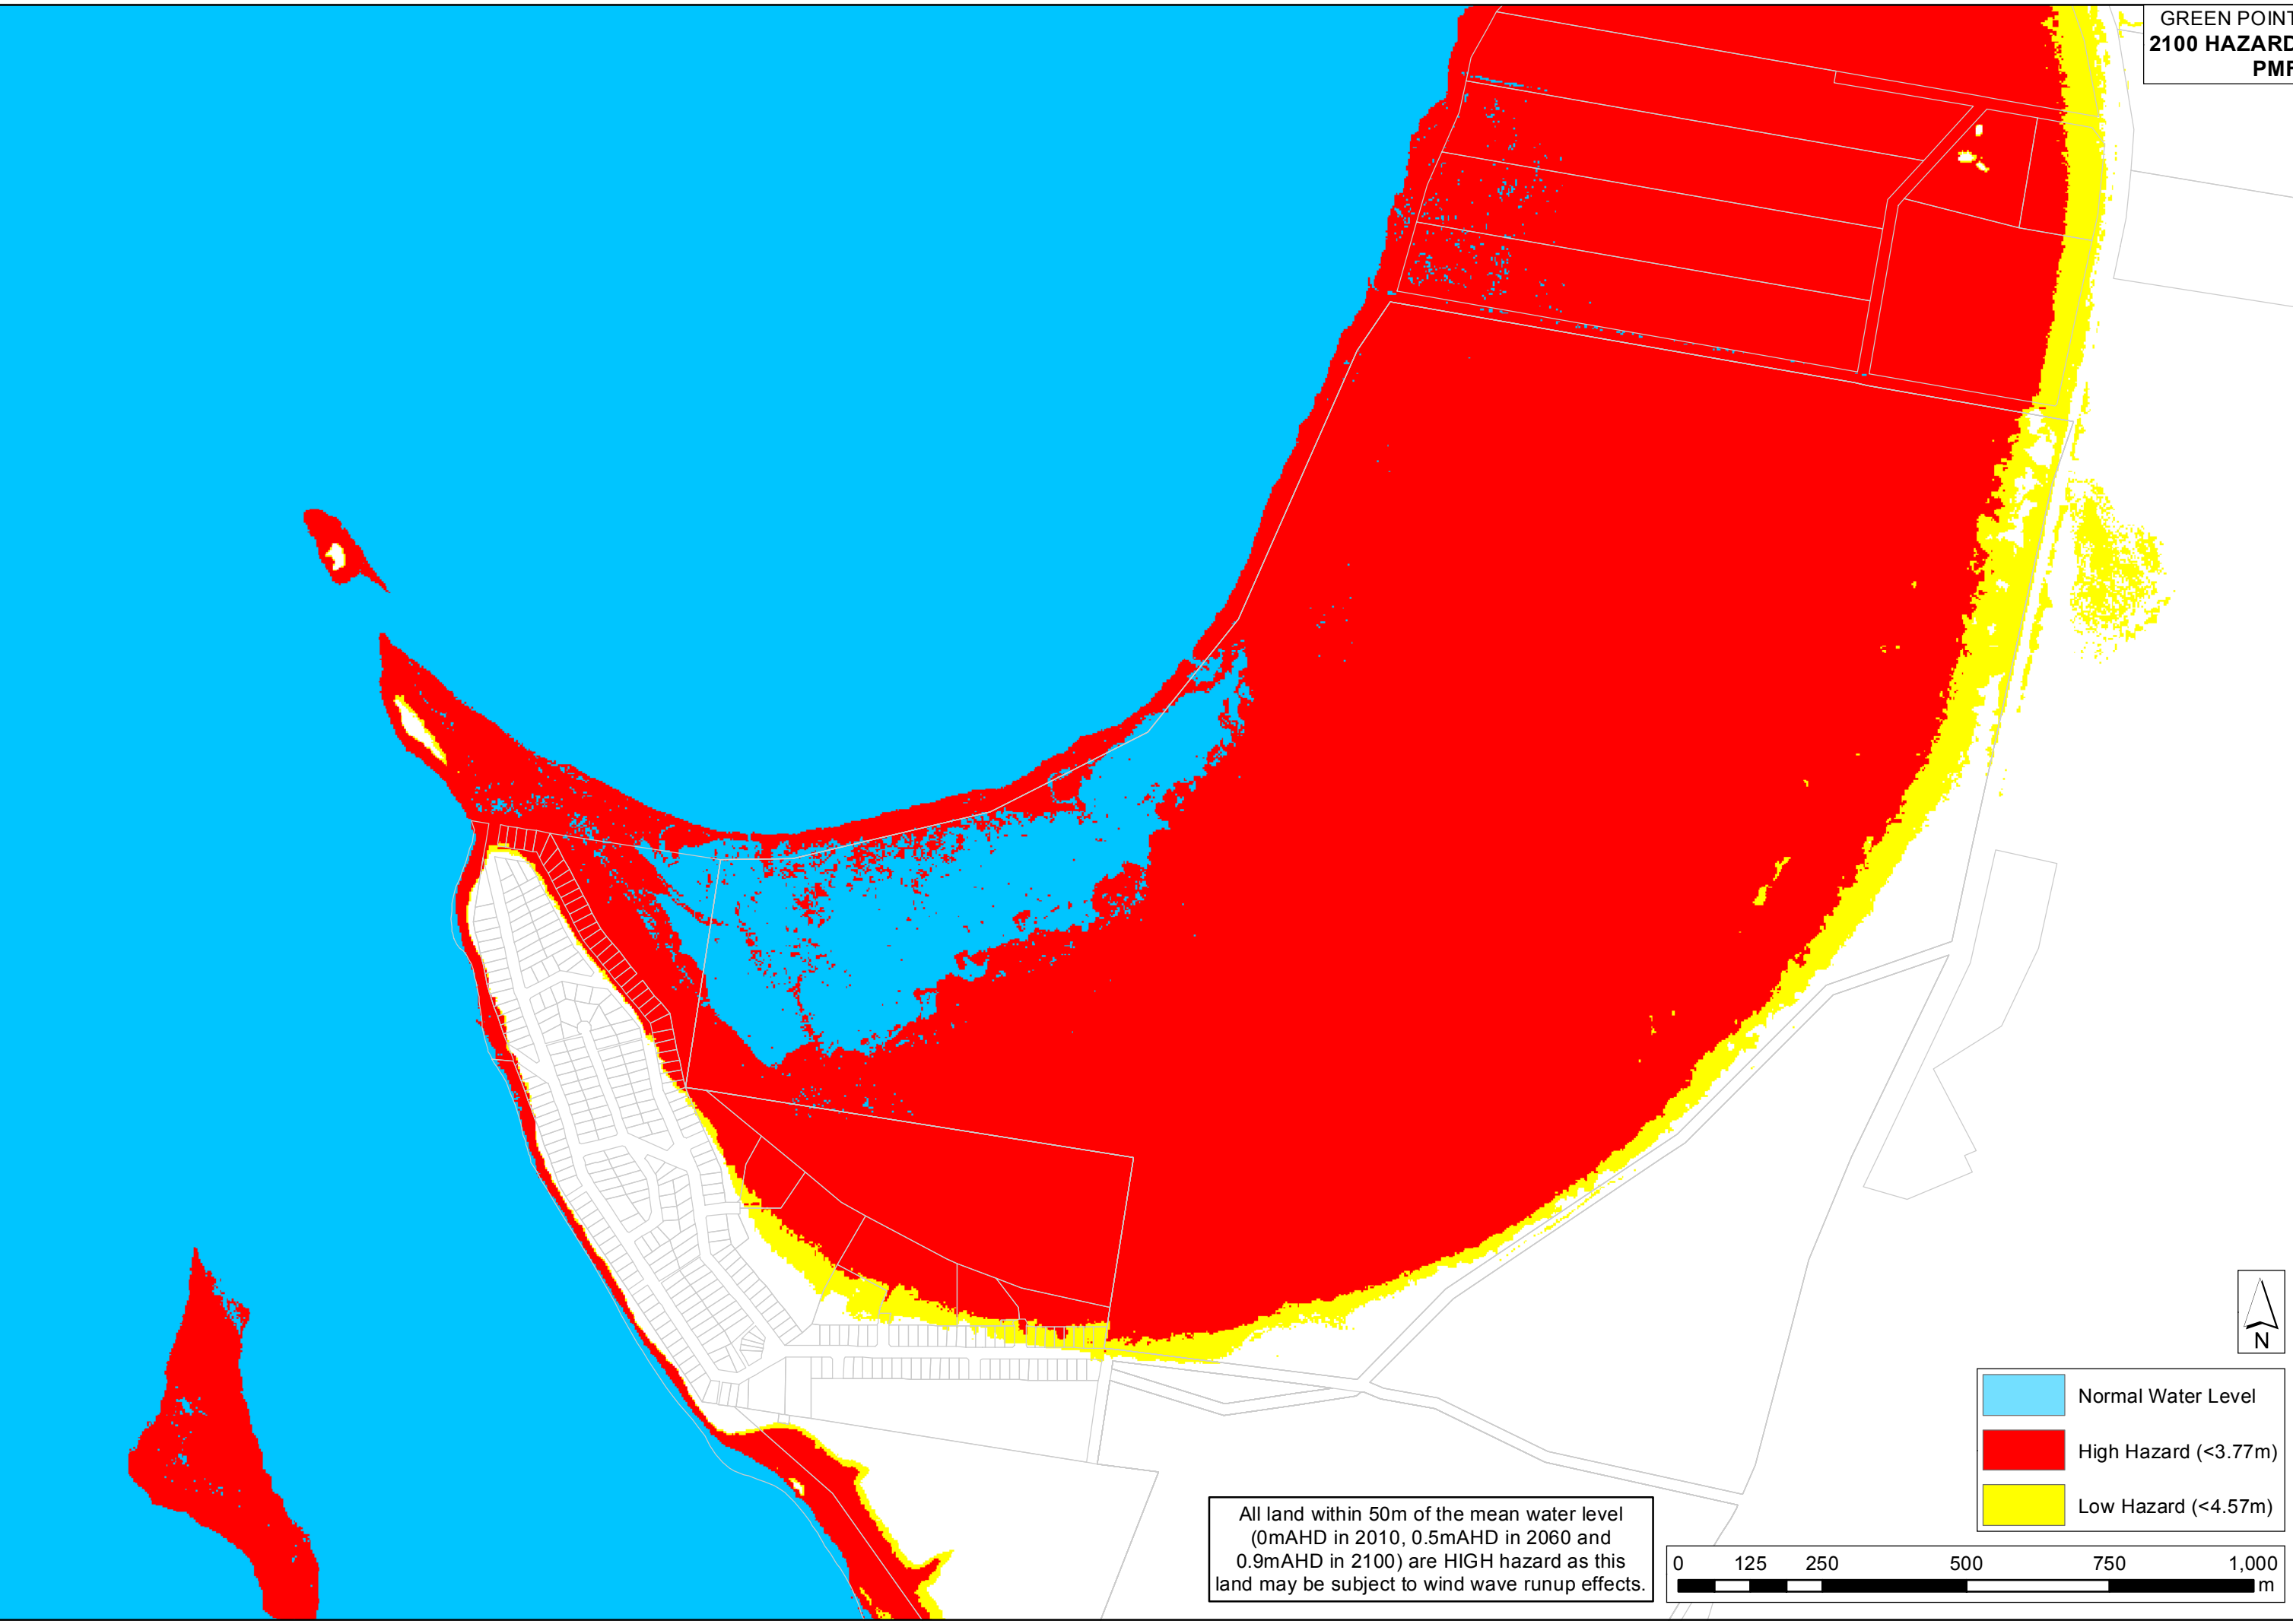 GREEN POINT
2100 HAZARD
PMF
N
Normal Water Level
High Hazard (<3.77m)
Low Hazard (<4.57m)
All land within 50m of the mean water level
(0mAHD in 2010, 0.5mAHD in 2060 and
0.9mAHD in 2100) are HIGH hazard as this
land may be subject to wind wave runup effects.
0 125 250 500 750 1,000
m